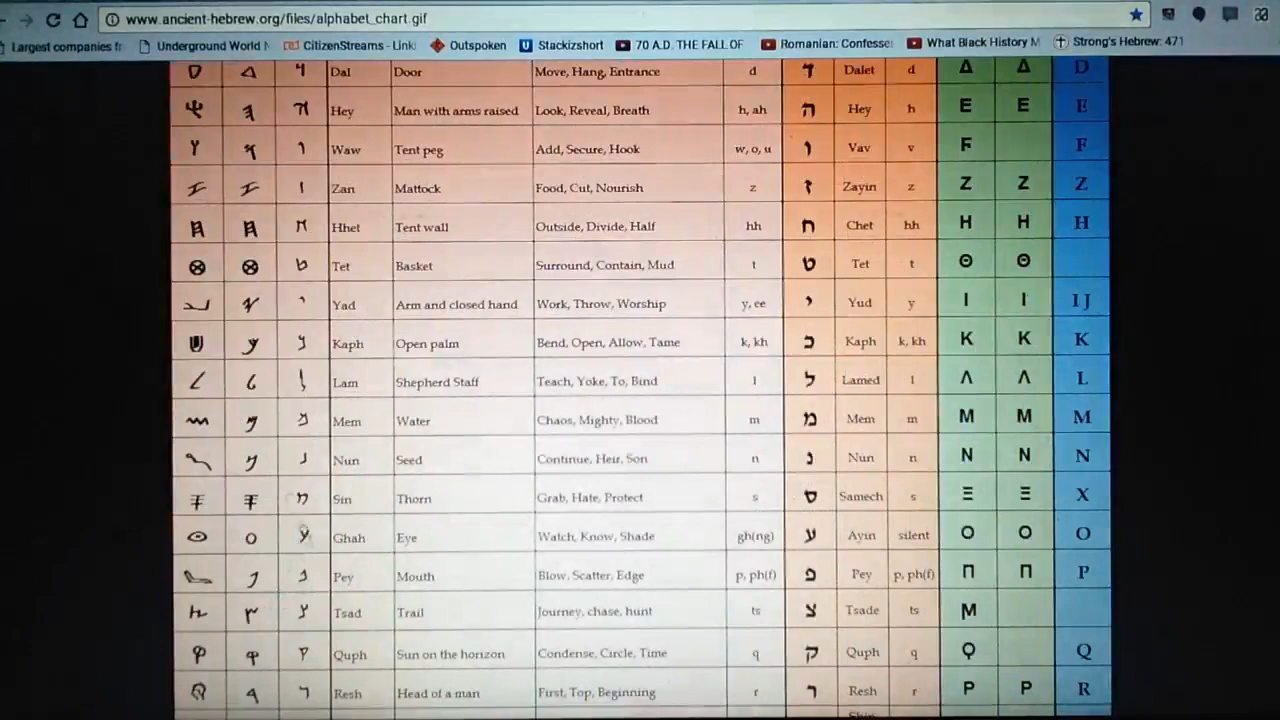 www.ancient-hebrew.org/files/alphabet_chart.gif
Largest companies fr Underground World N CitizenStreams - Link Outspoken Stackizshort 70 A.D. THE FALL OF Romanian: Confesse What Black History M Strong's Hebrew: 471
Dal Door Move, Hang, Entrance d ד Dalet d Δ Δ D
Hey Man with arms raised Look, Reveal, Breath h, ah ה Hey h E E E
Waw Tent peg Add, Secure, Hook w, o, u ו Vav v F F
Zan Mattock Food, Cut, Nourish z ז Zayin z Z Z Z
Hhet Tent wall Outside, Divide, Half hh ח Chet hh H H H
Tet Basket Surround, Contain, Mud t ט Tet t Θ Θ
Yad Arm and closed hand Work, Throw, Worship y, ee י Yud y I I I J
Kaph Open palm Bend, Open, Allow, Tame k, kh כ Kaph k, kh K K K
Lam Shepherd Staff Teach, Yoke, To, Bind l ל Lamed l Λ Λ L
Mem Water Chaos, Mighty, Blood m מ Mem m M M M
Nun Seed Continue, Heir, Son n נ Nun n N N N
Sin Thorn Grab, Hate, Protect s ס Samech s Ξ Ξ X
Ghah Eye Watch, Know, Shade gh(ng) ע Ayin silent O O O
Pey Mouth Blow, Scatter, Edge p, ph(f) פ Pey p, ph(f) Π Π P
Tsad Trail Journey, chase, hunt ts צ Tsade ts M
Quph Sun on the horizon Condense, Circle, Time q ק Quph q Ϙ Q
Resh Head of a man First, Top, Beginning r ר Resh r P P R